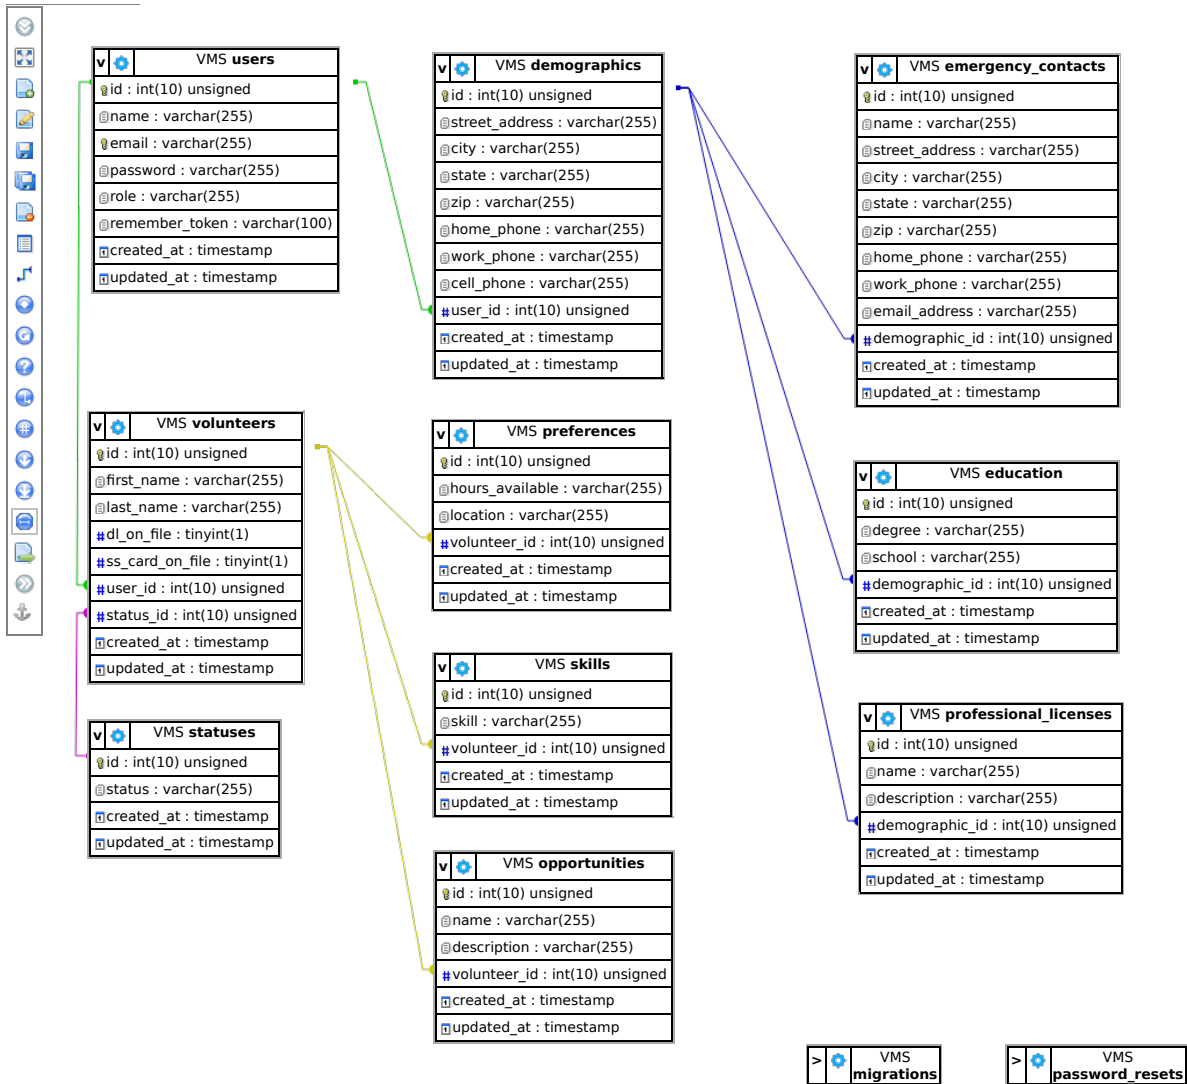 v VMS users
id : int(10) unsigned
name : varchar(255)
email : varchar(255)
password : varchar(255)
role : varchar(255)
remember_token : varchar(100)
created_at : timestamp
updated_at : timestamp
v VMS demographics
id : int(10) unsigned
street_address : varchar(255)
city : varchar(255)
state : varchar(255)
zip : varchar(255)
home_phone : varchar(255)
work_phone : varchar(255)
cell_phone : varchar(255)
#user_id : int(10) unsigned
created_at : timestamp
updated_at : timestamp
v VMS emergency_contacts
id : int(10) unsigned
name : varchar(255)
street_address : varchar(255)
city : varchar(255)
state : varchar(255)
zip : varchar(255)
home_phone : varchar(255)
work_phone : varchar(255)
email_address : varchar(255)
#demographic_id : int(10) unsigned
created_at : timestamp
updated_at : timestamp
v VMS volunteers
id : int(10) unsigned
first_name : varchar(255)
last_name : varchar(255)
#dl_on_file : tinyint(1)
#ss_card_on_file : tinyint(1)
#user_id : int(10) unsigned
#status_id : int(10) unsigned
created_at : timestamp
updated_at : timestamp
v VMS preferences
id : int(10) unsigned
hours_available : varchar(255)
location : varchar(255)
#volunteer_id : int(10) unsigned
created_at : timestamp
updated_at : timestamp
v VMS education
id : int(10) unsigned
degree : varchar(255)
school : varchar(255)
#demographic_id : int(10) unsigned
created_at : timestamp
updated_at : timestamp
v VMS statuses
id : int(10) unsigned
status : varchar(255)
created_at : timestamp
updated_at : timestamp
v VMS skills
id : int(10) unsigned
skill : varchar(255)
#volunteer_id : int(10) unsigned
created_at : timestamp
updated_at : timestamp
v VMS professional_licenses
id : int(10) unsigned
name : varchar(255)
description : varchar(255)
#demographic_id : int(10) unsigned
created_at : timestamp
updated_at : timestamp
v VMS opportunities
id : int(10) unsigned
name : varchar(255)
description : varchar(255)
#volunteer_id : int(10) unsigned
created_at : timestamp
updated_at : timestamp
> VMS
migrations
> VMS
password_resets